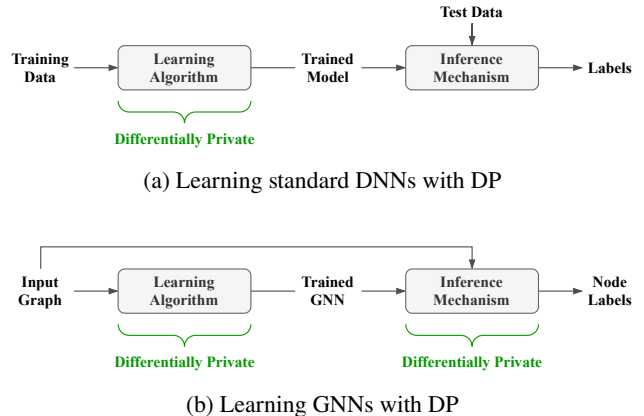 Test Data
Training Data
Learning Algorithm
Trained Model
Inference Mechanism
Labels
Differentially Private
(a) Learning standard DNNs with DP
Input Graph
Learning Algorithm
Trained GNN
Inference Mechanism
Node Labels
Differentially Private
Differentially Private
(b) Learning GNNs with DP